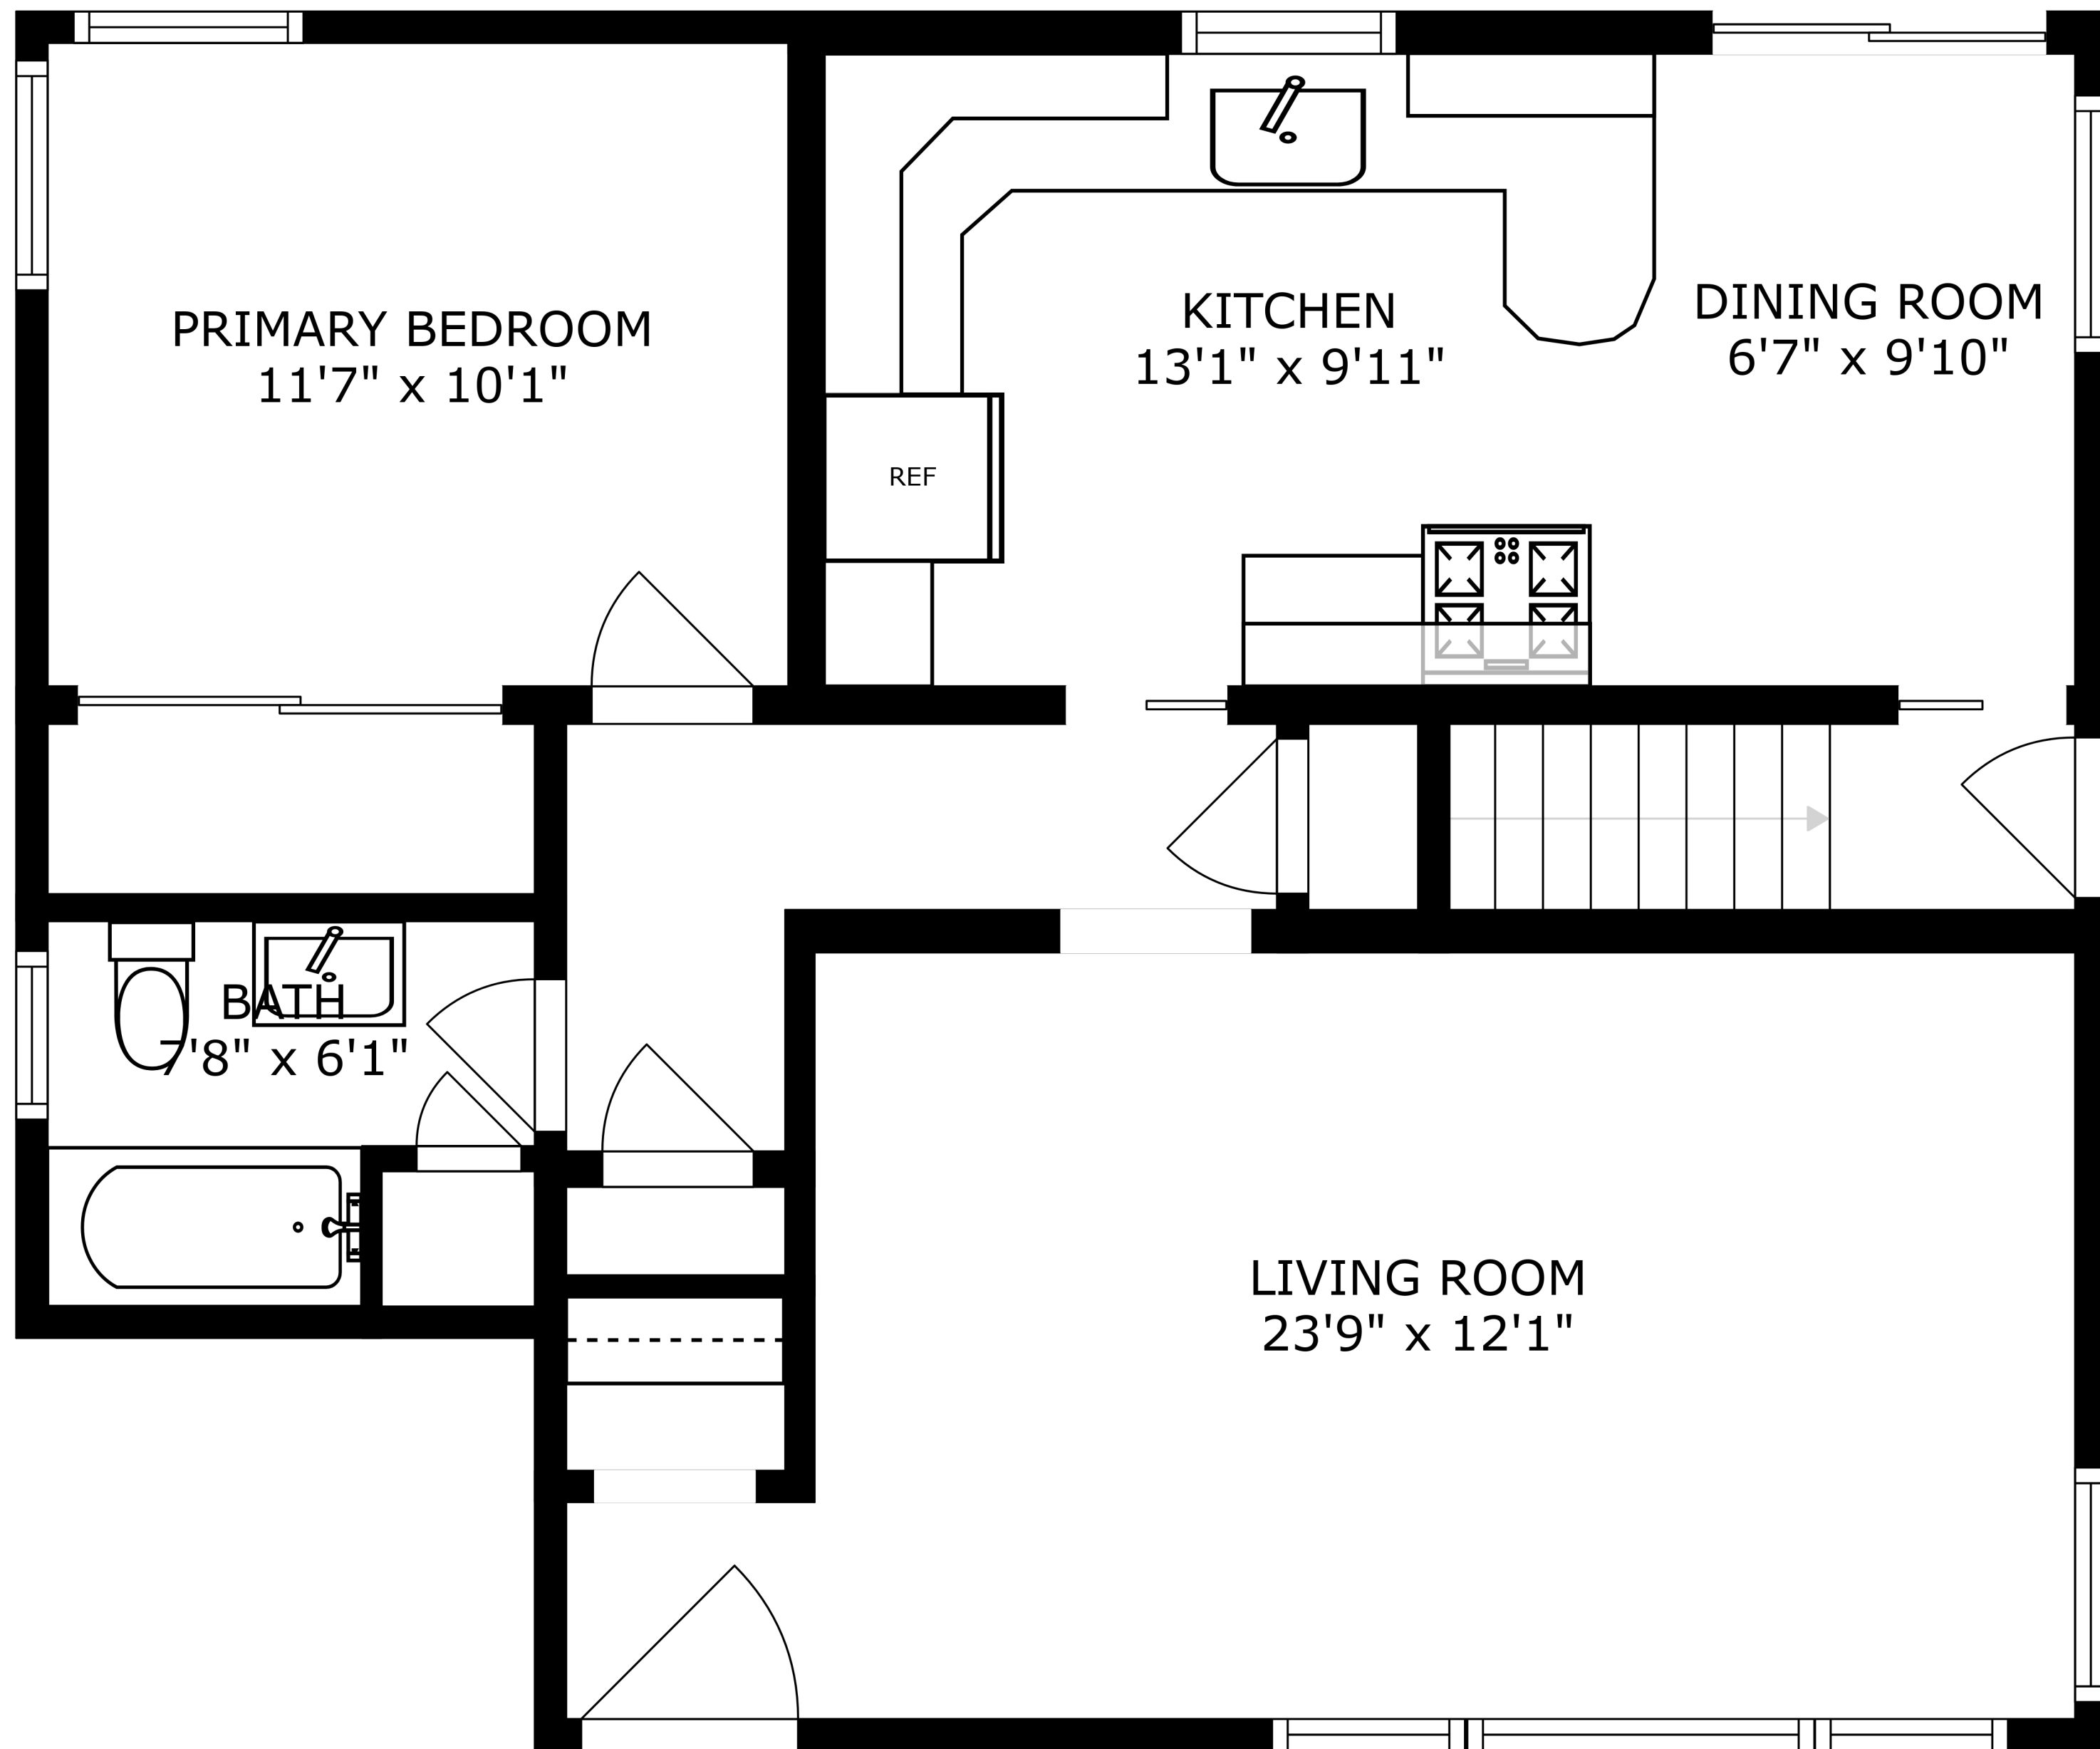 PRIMARY BEDROOM
11'7" x 10'1"
KITCHEN
13'1" x 9'11"
DINING ROOM
6'7" x 9'10"
REF
BATH
7'8" x 6'1"
LIVING ROOM
23'9" x 12'1"